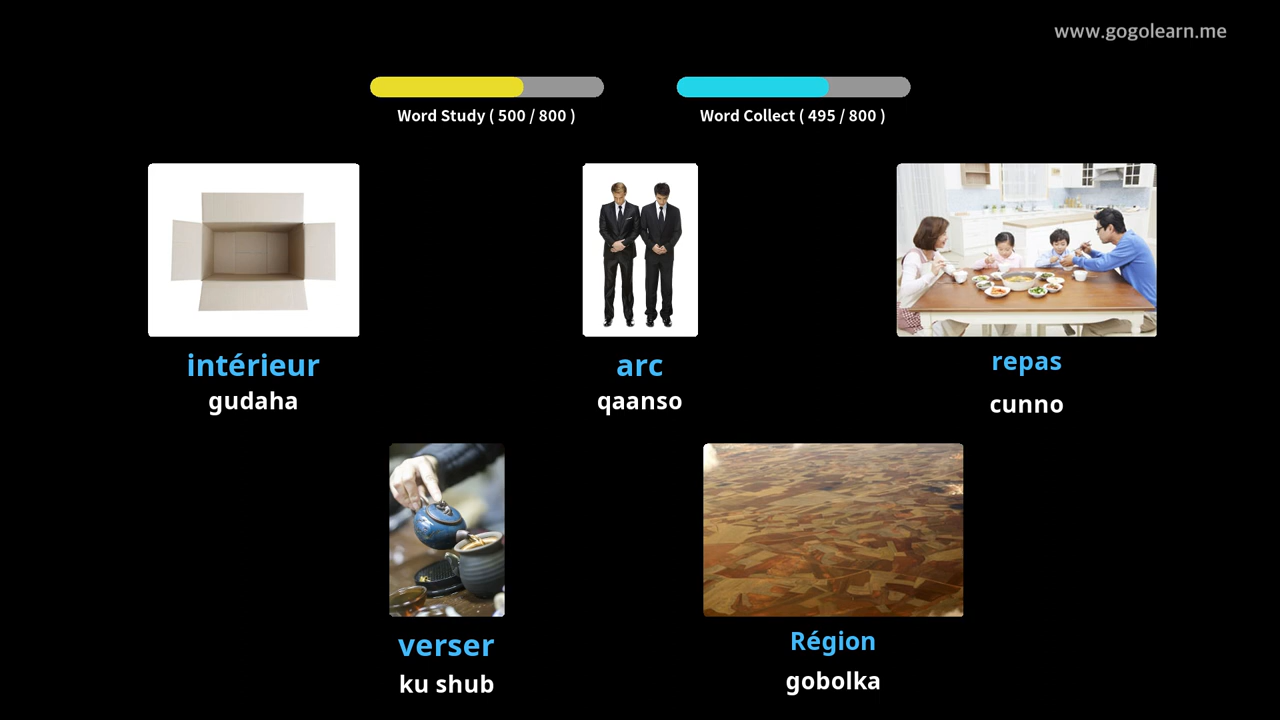 www.gogolearn.me
Word Study ( 500 / 800 )
Word Collect ( 495 / 800 )
intérieur
gudaha
arc
qaanso
repas
cunno
verser
ku shub
Région
gobolka